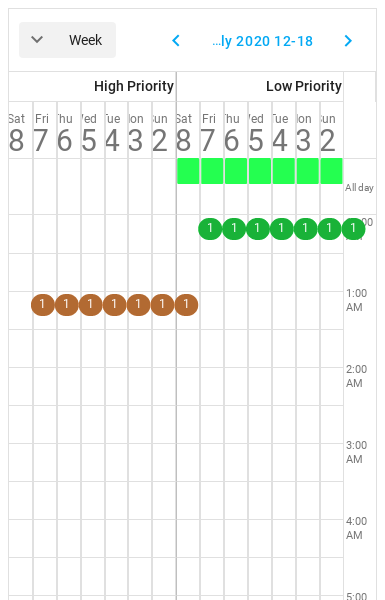 Week
...ly 2020 12-18
High Priority Low Priority
Sat Fri Thu Wed Tue Mon Sun Sat Fri Thu Wed Tue Mon Sun
8 7 6 5 4 3 2 8 7 6 5 4 3 2
All day
1 1 1 1 1 1 1
1:00 AM
1 1 1 1 1 1 1
2:00 AM
3:00 AM
4:00 AM
5:00